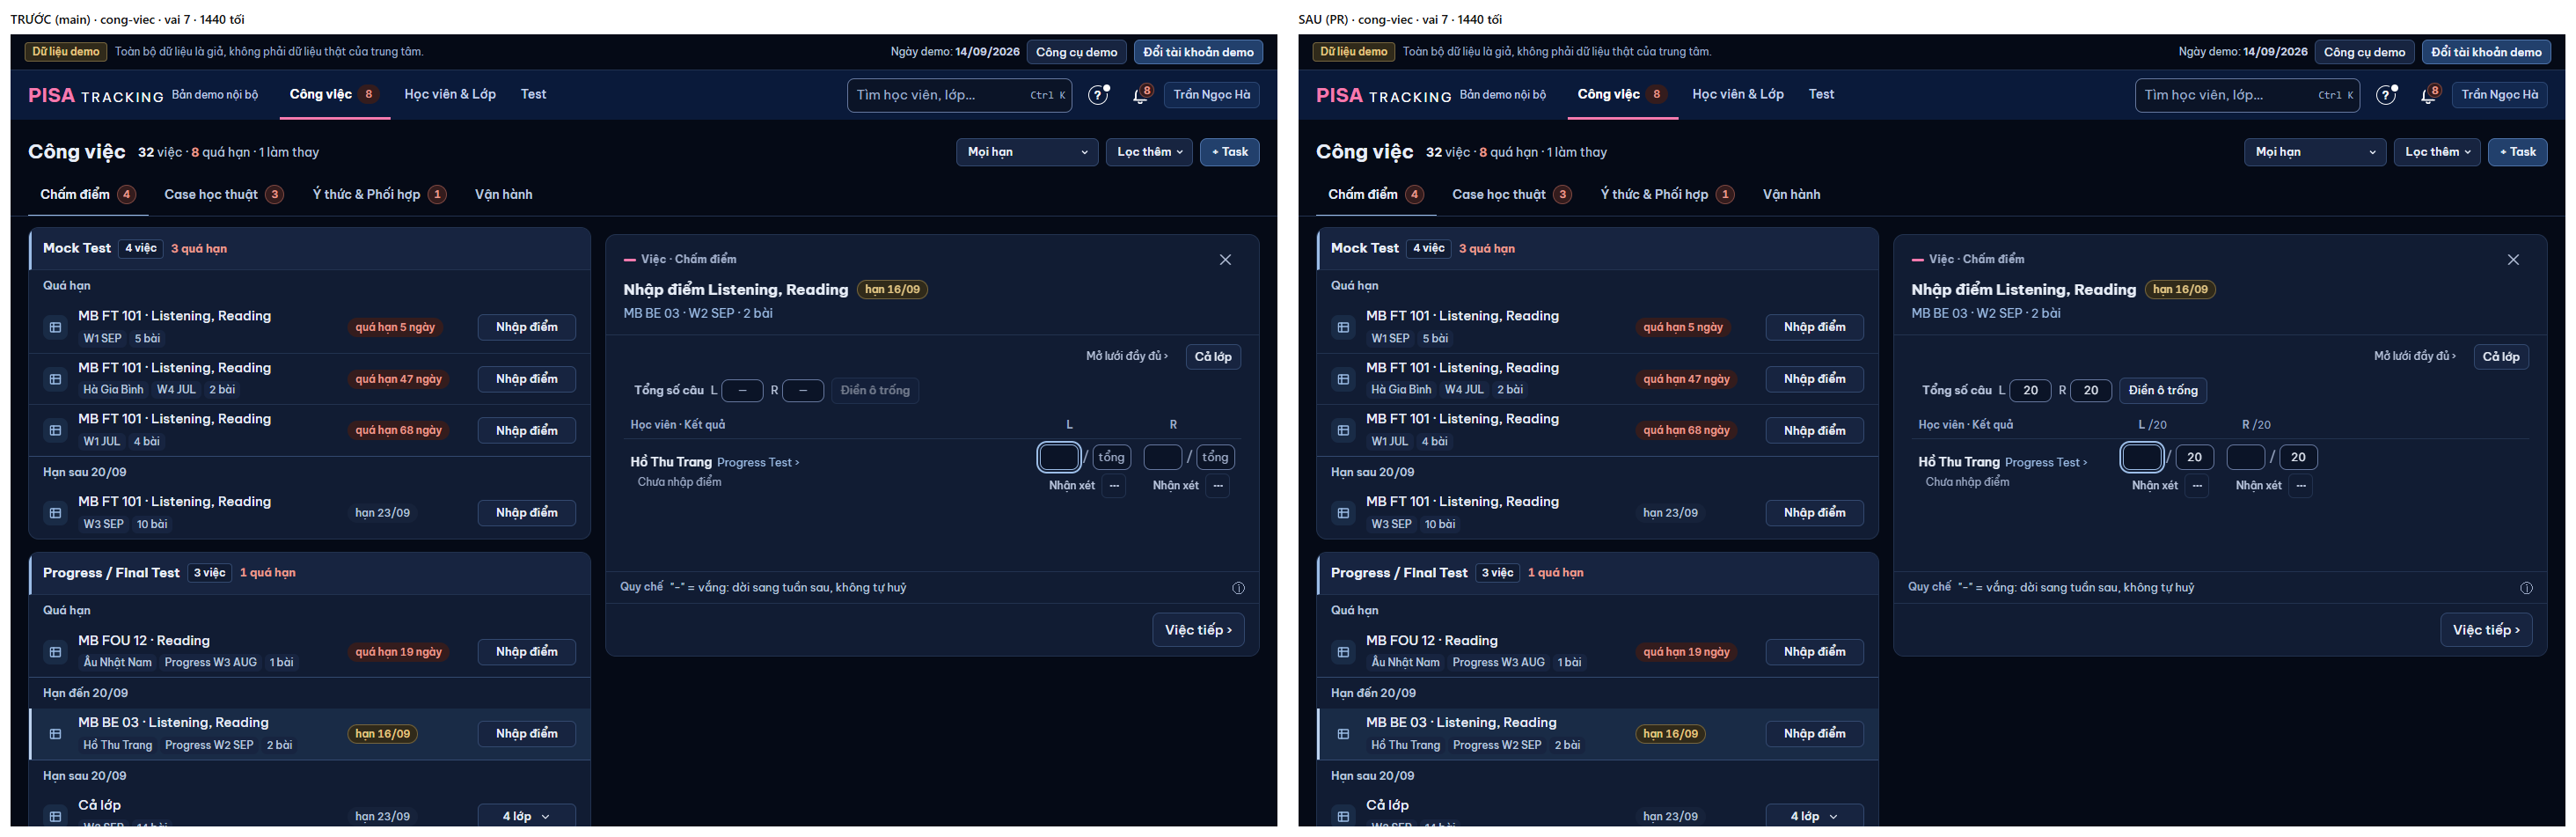 TRƯỚC (main) · cong-viec · vai 7 · 1440 tối
Dữ liệu demo Toàn bộ dữ liệu là giả, không phải dữ liệu thật của trung tâm. Ngày demo: 14/09/2026 Công cụ demo Đổi tài khoản demo
PISA TRACKING Bản demo nội bộ Công việc 8 Học viên & Lớp Test Tìm học viên, lớp... Ctrl K ? 8 Trần Ngọc Hà
Công việc 32 việc · 8 quá hạn · 1 làm thay Mọi hạn Lọc thêm + Task
Chấm điểm 4 Case học thuật 3 Ý thức & Phối hợp 1 Vận hành
Mock Test 4 việc 3 quá hạn
Quá hạn
MB FT 101 · Listening, Reading
W1 SEP 5 bài quá hạn 5 ngày Nhập điểm
MB FT 101 · Listening, Reading
Hà Gia Bình W4 JUL 2 bài quá hạn 47 ngày Nhập điểm
MB FT 101 · Listening, Reading
W1 JUL 4 bài quá hạn 68 ngày Nhập điểm
Hạn sau 20/09
MB FT 101 · Listening, Reading
W3 SEP 10 bài hạn 23/09 Nhập điểm
Progress / Final Test 3 việc 1 quá hạn
Quá hạn
MB FOU 12 · Reading
Âu Nhật Nam Progress W3 AUG 1 bài quá hạn 19 ngày Nhập điểm
Hạn đến 20/09
MB BE 03 · Listening, Reading
Hồ Thu Trang Progress W2 SEP 2 bài hạn 16/09 Nhập điểm
Hạn sau 20/09
Cả lớp
hạn 23/09 4 lớp
Việc · Chấm điểm
Nhập điểm Listening, Reading hạn 16/09
MB BE 03 · W2 SEP · 2 bài
Mở lưới đầy đủ › Cả lớp
Tổng số câu L – R – Điền ô trống
Học viên · Kết quả L R
Hồ Thu Trang Progress Test › / tổng / tổng
Chưa nhập điểm Nhận xét ··· Nhận xét ···
Quy chế "-" = vắng: dời sang tuần sau, không tự huỷ
Việc tiếp ›
SAU (PR) · cong-viec · vai 7 · 1440 tối
Dữ liệu demo Toàn bộ dữ liệu là giả, không phải dữ liệu thật của trung tâm. Ngày demo: 14/09/2026 Công cụ demo Đổi tài khoản demo
PISA TRACKING Bản demo nội bộ Công việc 8 Học viên & Lớp Test Tìm học viên, lớp... Ctrl K ? 8 Trần Ngọc Hà
Công việc 32 việc · 8 quá hạn · 1 làm thay Mọi hạn Lọc thêm + Task
Chấm điểm 4 Case học thuật 3 Ý thức & Phối hợp 1 Vận hành
Mock Test 4 việc 3 quá hạn
Quá hạn
MB FT 101 · Listening, Reading
W1 SEP 5 bài quá hạn 5 ngày Nhập điểm
MB FT 101 · Listening, Reading
Hà Gia Bình W4 JUL 2 bài quá hạn 47 ngày Nhập điểm
MB FT 101 · Listening, Reading
W1 JUL 4 bài quá hạn 68 ngày Nhập điểm
Hạn sau 20/09
MB FT 101 · Listening, Reading
W3 SEP 10 bài hạn 23/09 Nhập điểm
Progress / Final Test 3 việc 1 quá hạn
Quá hạn
MB FOU 12 · Reading
Âu Nhật Nam Progress W3 AUG 1 bài quá hạn 19 ngày Nhập điểm
Hạn đến 20/09
MB BE 03 · Listening, Reading
Hồ Thu Trang Progress W2 SEP 2 bài hạn 16/09 Nhập điểm
Hạn sau 20/09
Cả lớp
hạn 23/09 4 lớp
Việc · Chấm điểm
Nhập điểm Listening, Reading hạn 16/09
MB BE 03 · W2 SEP · 2 bài
Mở lưới đầy đủ › Cả lớp
Tổng số câu L 20 R 20 Điền ô trống
Học viên · Kết quả L /20 R /20
Hồ Thu Trang Progress Test › / 20 / 20
Chưa nhập điểm Nhận xét ··· Nhận xét ···
Quy chế "-" = vắng: dời sang tuần sau, không tự huỷ
Việc tiếp ›